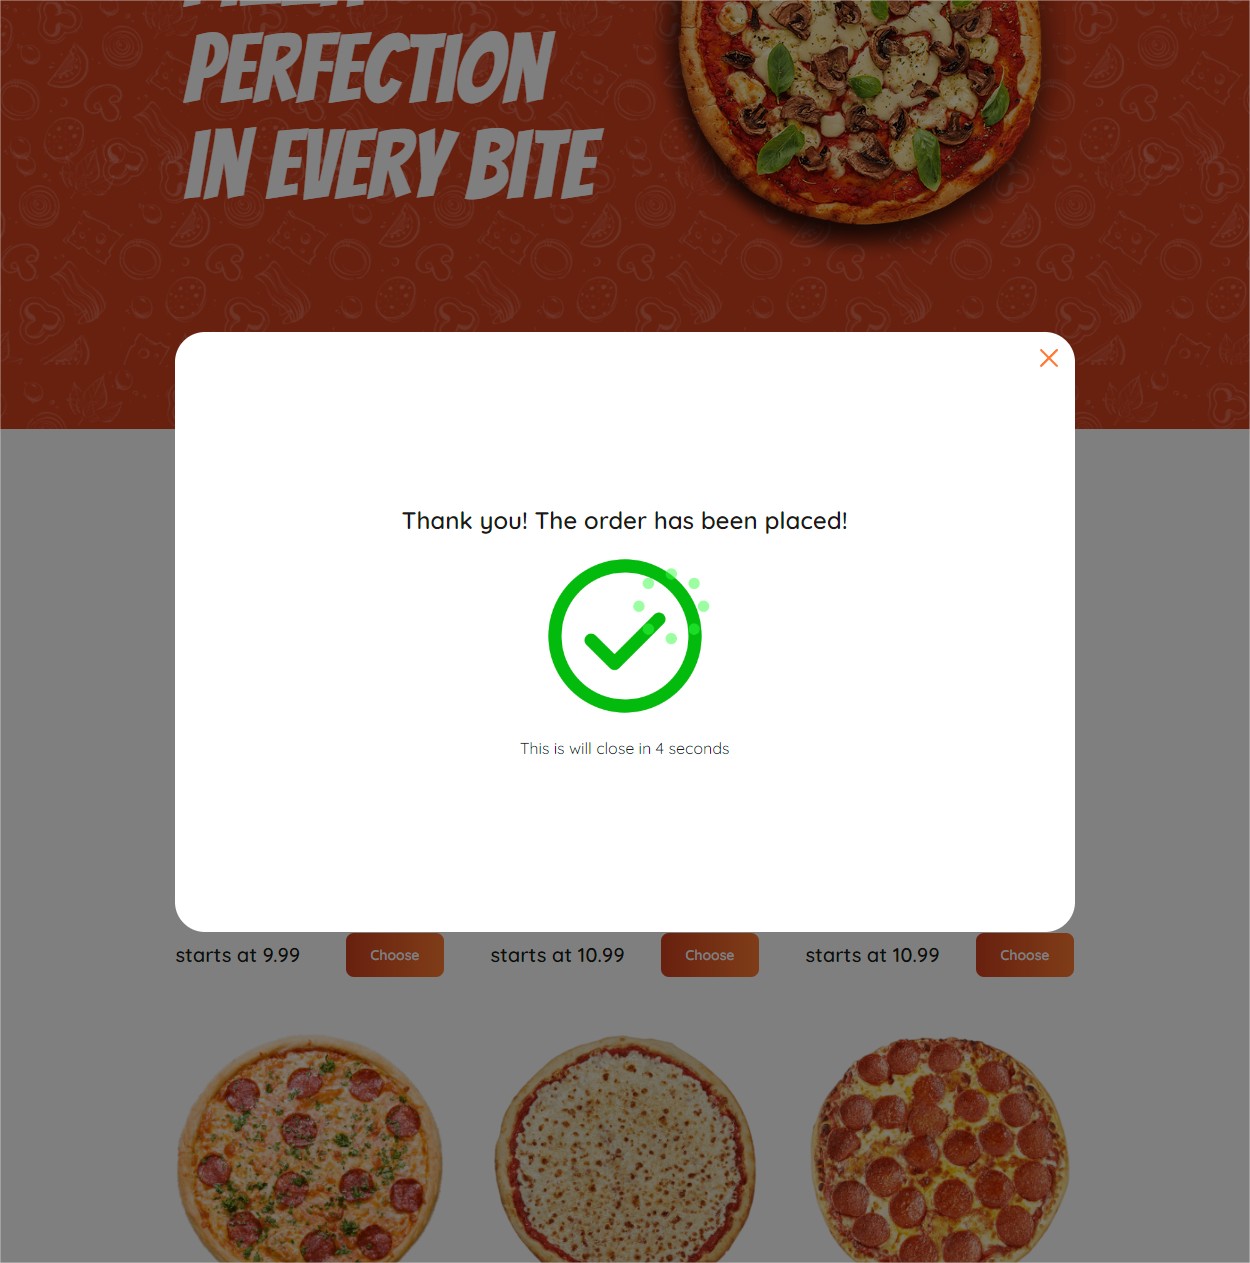 PERFECTION
IN EVERY BITE
Thank you! The order has been placed!
This is will close in 4 seconds
starts at 9.99
Choose
starts at 10.99
Choose
starts at 10.99
Choose